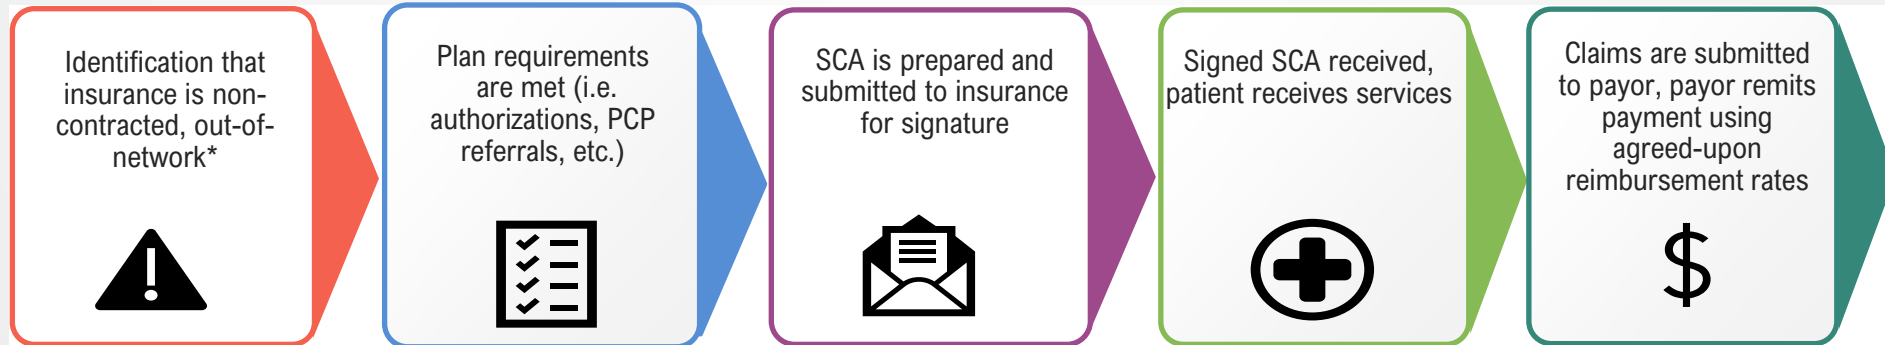 Identification that
insurance is non-
contracted, out-of-
network*
Plan requirements
are met (i.e.
authorizations, PCP
referrals, etc.)
SCA is prepared and
submitted to insurance
for signature
Signed SCA received,
patient receives services
Claims are submitted
to payor, payor remits
payment using
agreed-upon
reimbursement rates
$